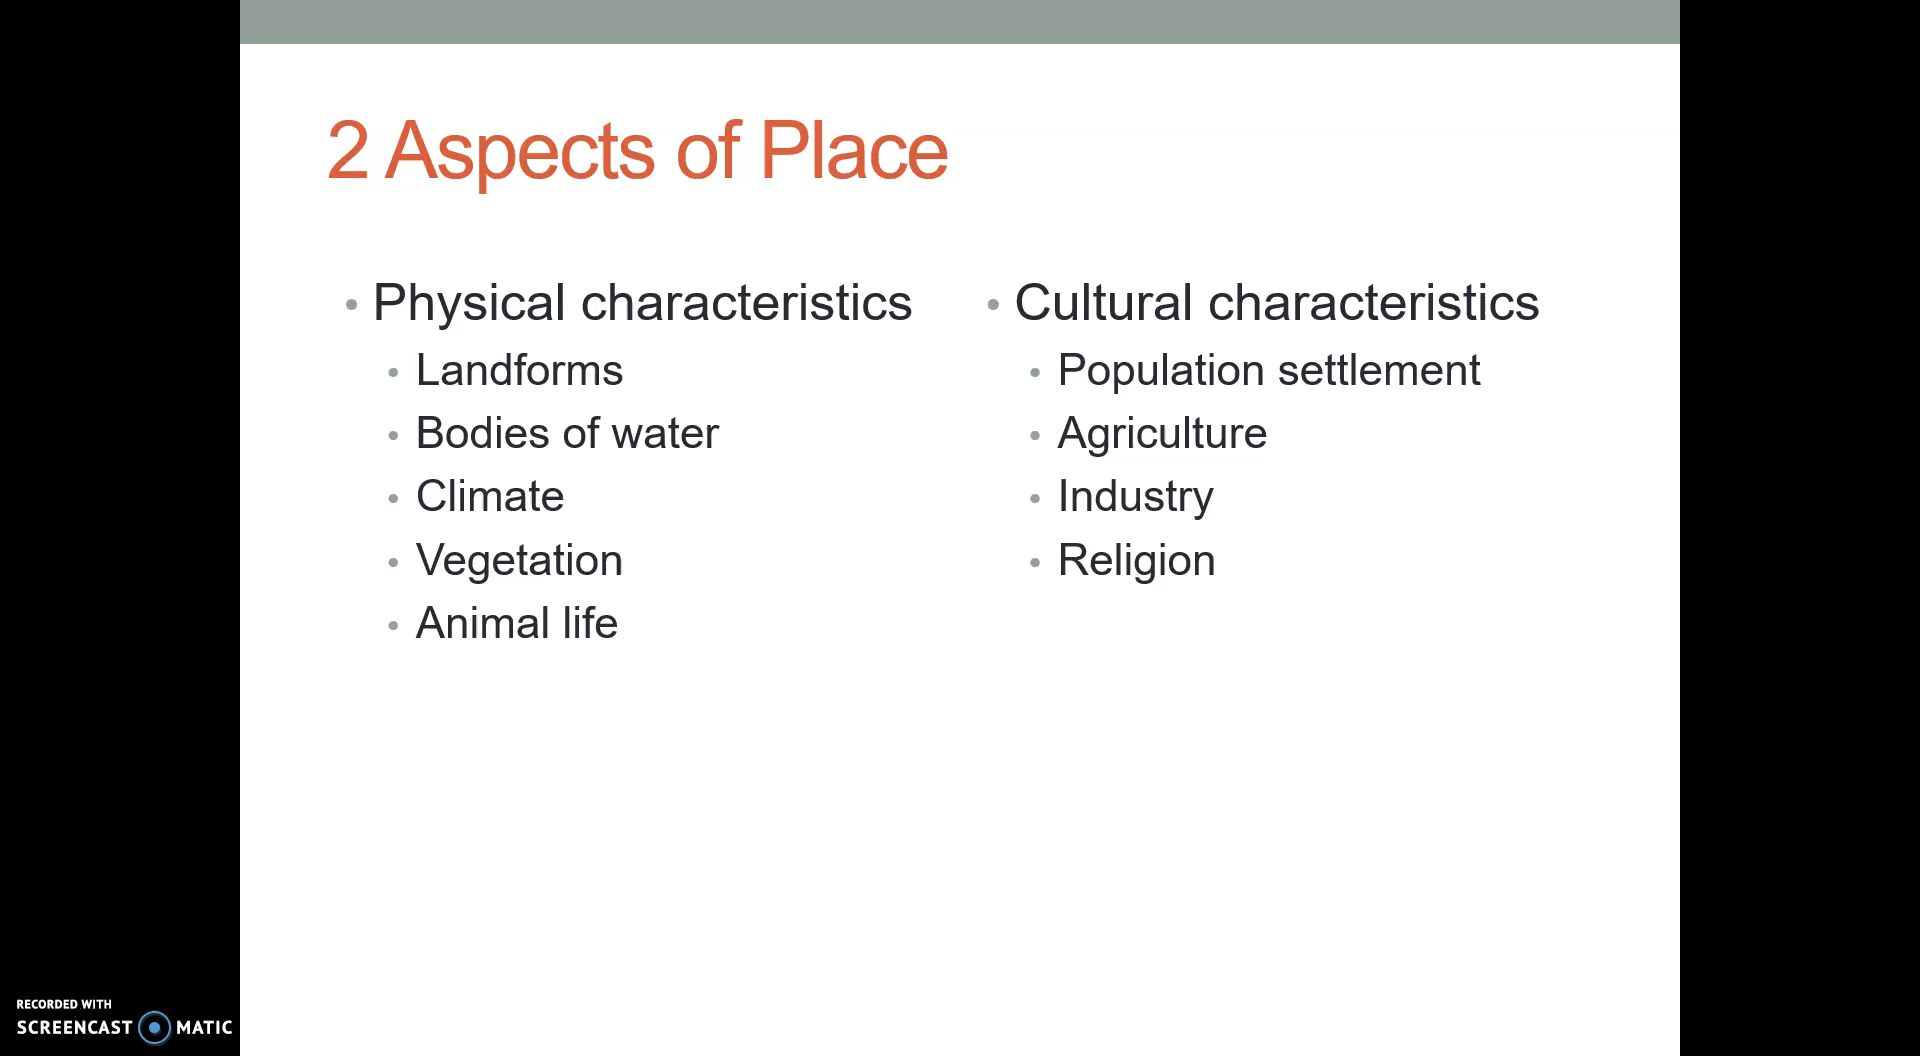 2 Aspects of Place
• Physical characteristics
• Landforms
• Bodies of water
• Climate
• Vegetation
• Animal life
• Cultural characteristics
• Population settlement
• Agriculture
• Industry
• Religion
RECORDED WITH
SCREENCAST MATIC